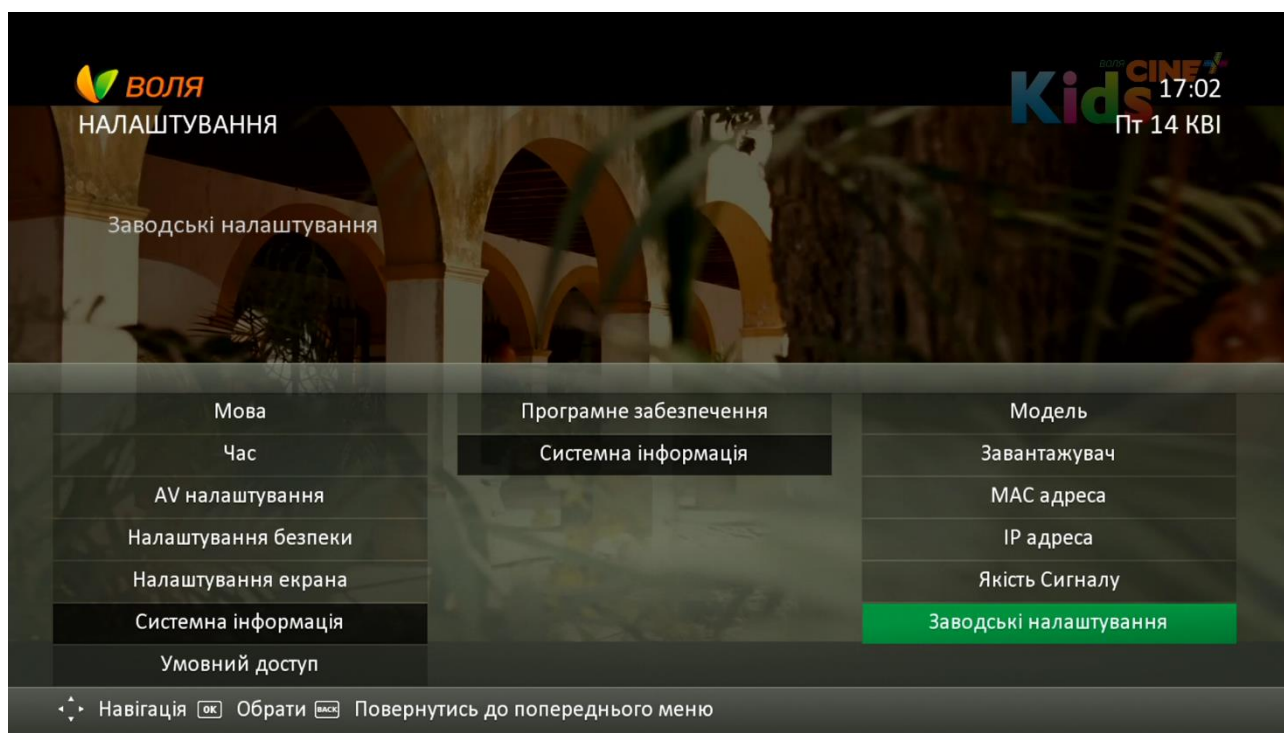 воля
ВОЛЯ CINE+
Kids
17:02
НАЛАШТУВАННЯ
Пт 14 КВІ
Заводські налаштування
Мова
Час
AV налаштування
Налаштування безпеки
Налаштування екрана
Системна інформація
Умовний доступ
Програмне забезпечення
Системна інформація
Модель
Завантажувач
MAC адреса
IP адреса
Якість Сигналу
Заводські налаштування
Навігація OK Обрати BACK Повернутись до попереднього меню